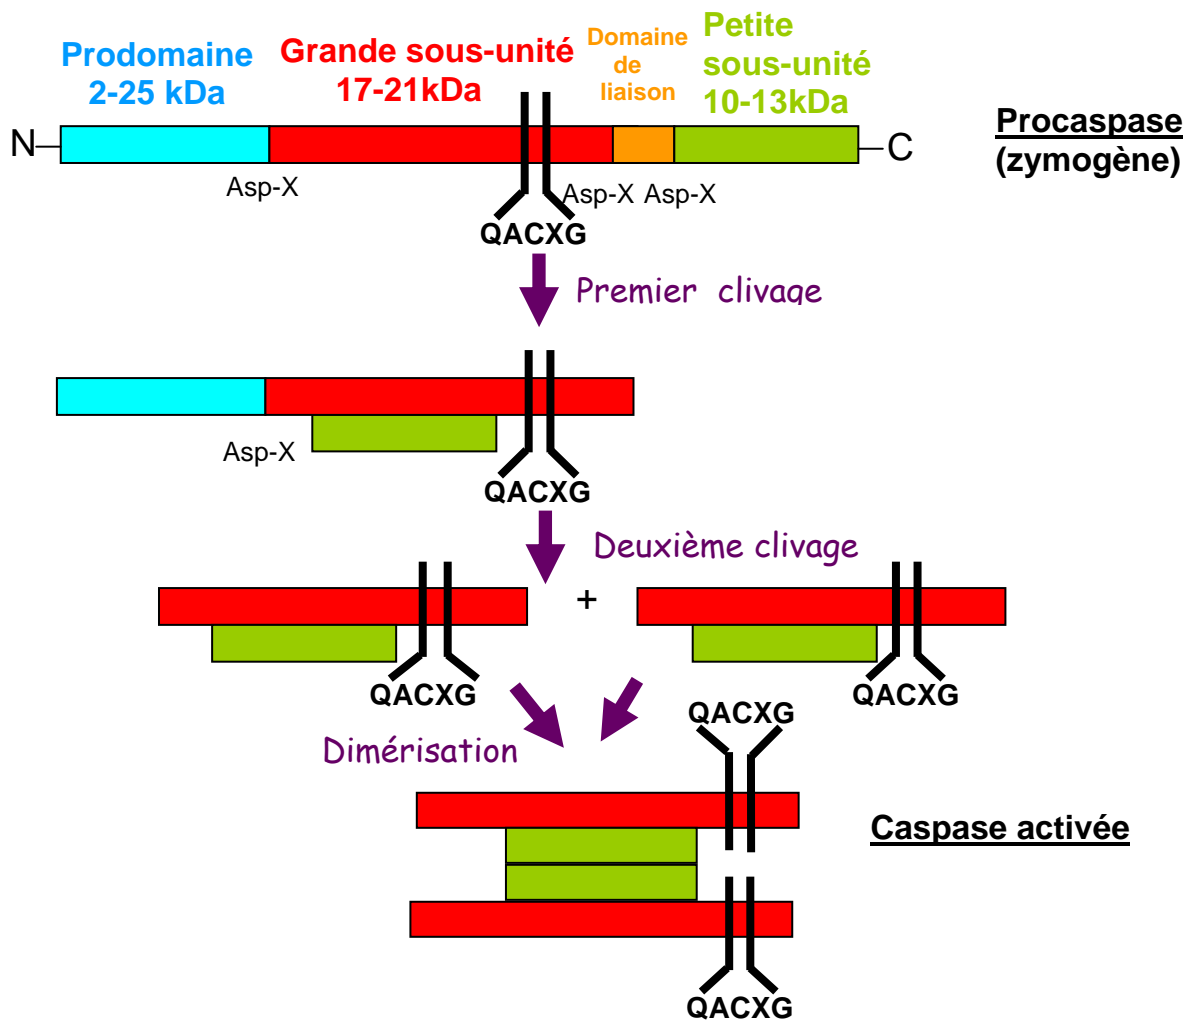 Prodomaine
2-25 kDa
Grande sous-unité
17-21kDa
Domaine
de
liaison
Petite
sous-unité
10-13kDa
N
C
Procaspase
(zymogène)
Asp-X
Asp-X
Asp-X
QACXG
Premier clivage
Asp-X
QACXG
Deuxième clivage
+
QACXG
QACXG
QACXG
Dimérisation
Caspase activée
QACXG